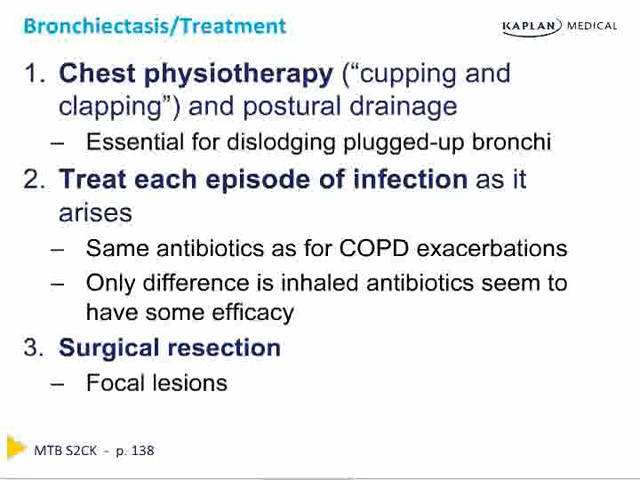 Bronchiectasis/Treatment
KAPLAN MEDICAL
1. Chest physiotherapy (“cupping and
clapping”) and postural drainage
– Essential for dislodging plugged-up bronchi
2. Treat each episode of infection as it
arises
– Same antibiotics as for COPD exacerbations
– Only difference is inhaled antibiotics seem to
have some efficacy
3. Surgical resection
– Focal lesions
MTB S2CK - p. 138